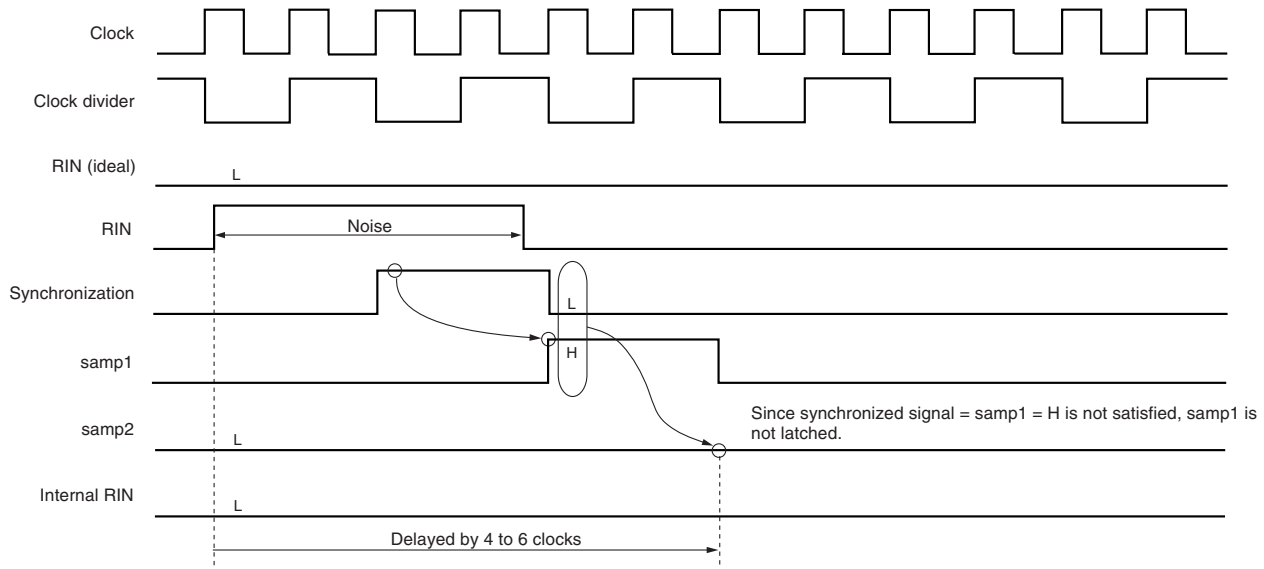 Clock
Clock divider
RIN (ideal)
L
RIN
Noise
Synchronization
L
samp1
H
Since synchronized signal = samp1 = H is not satisfied, samp1 is
not latched.
samp2
L
Internal RIN
L
Delayed by 4 to 6 clocks